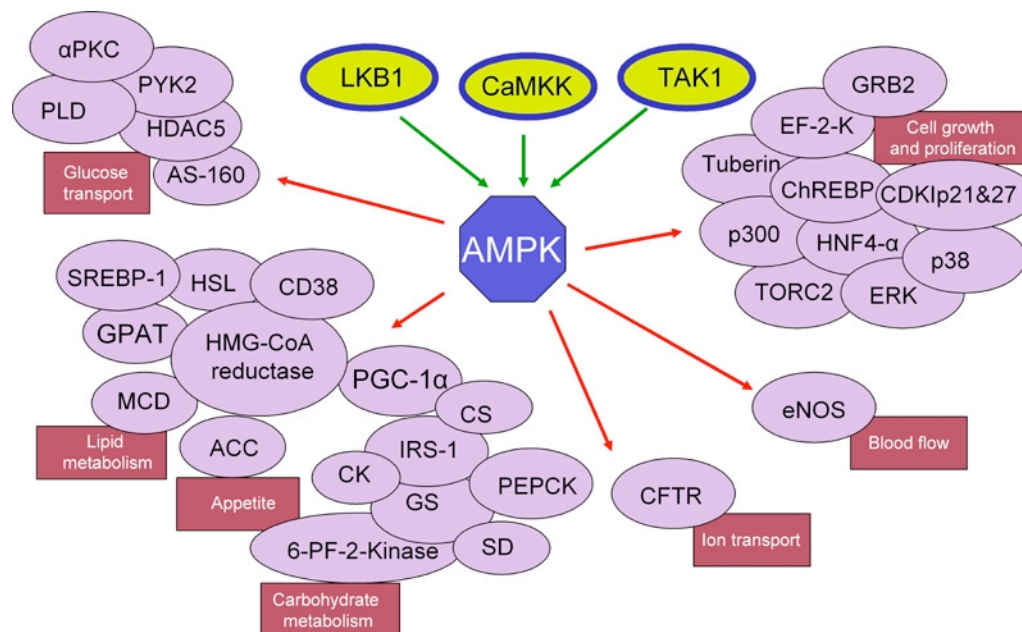 αPKC
PYK2
PLD
HDAC5
AS-160
Glucose
transport
LKB1
CaMKK
TAK1
GRB2
EF-2-K
Cell growth
and proliferation
Tuberin
ChREBP
CDKIp21&27
p300
HNF4-α
p38
TORC2
ERK
AMPK
SREBP-1
HSL
CD38
GPAT
HMG-CoA
reductase
PGC-1α
MCD
CS
Lipid
metabolism
ACC
Appetite
IRS-1
CK
GS
PEPCK
6-PF-2-Kinase
SD
Carbohydrate
metabolism
CFTR
Ion transport
eNOS
Blood flow